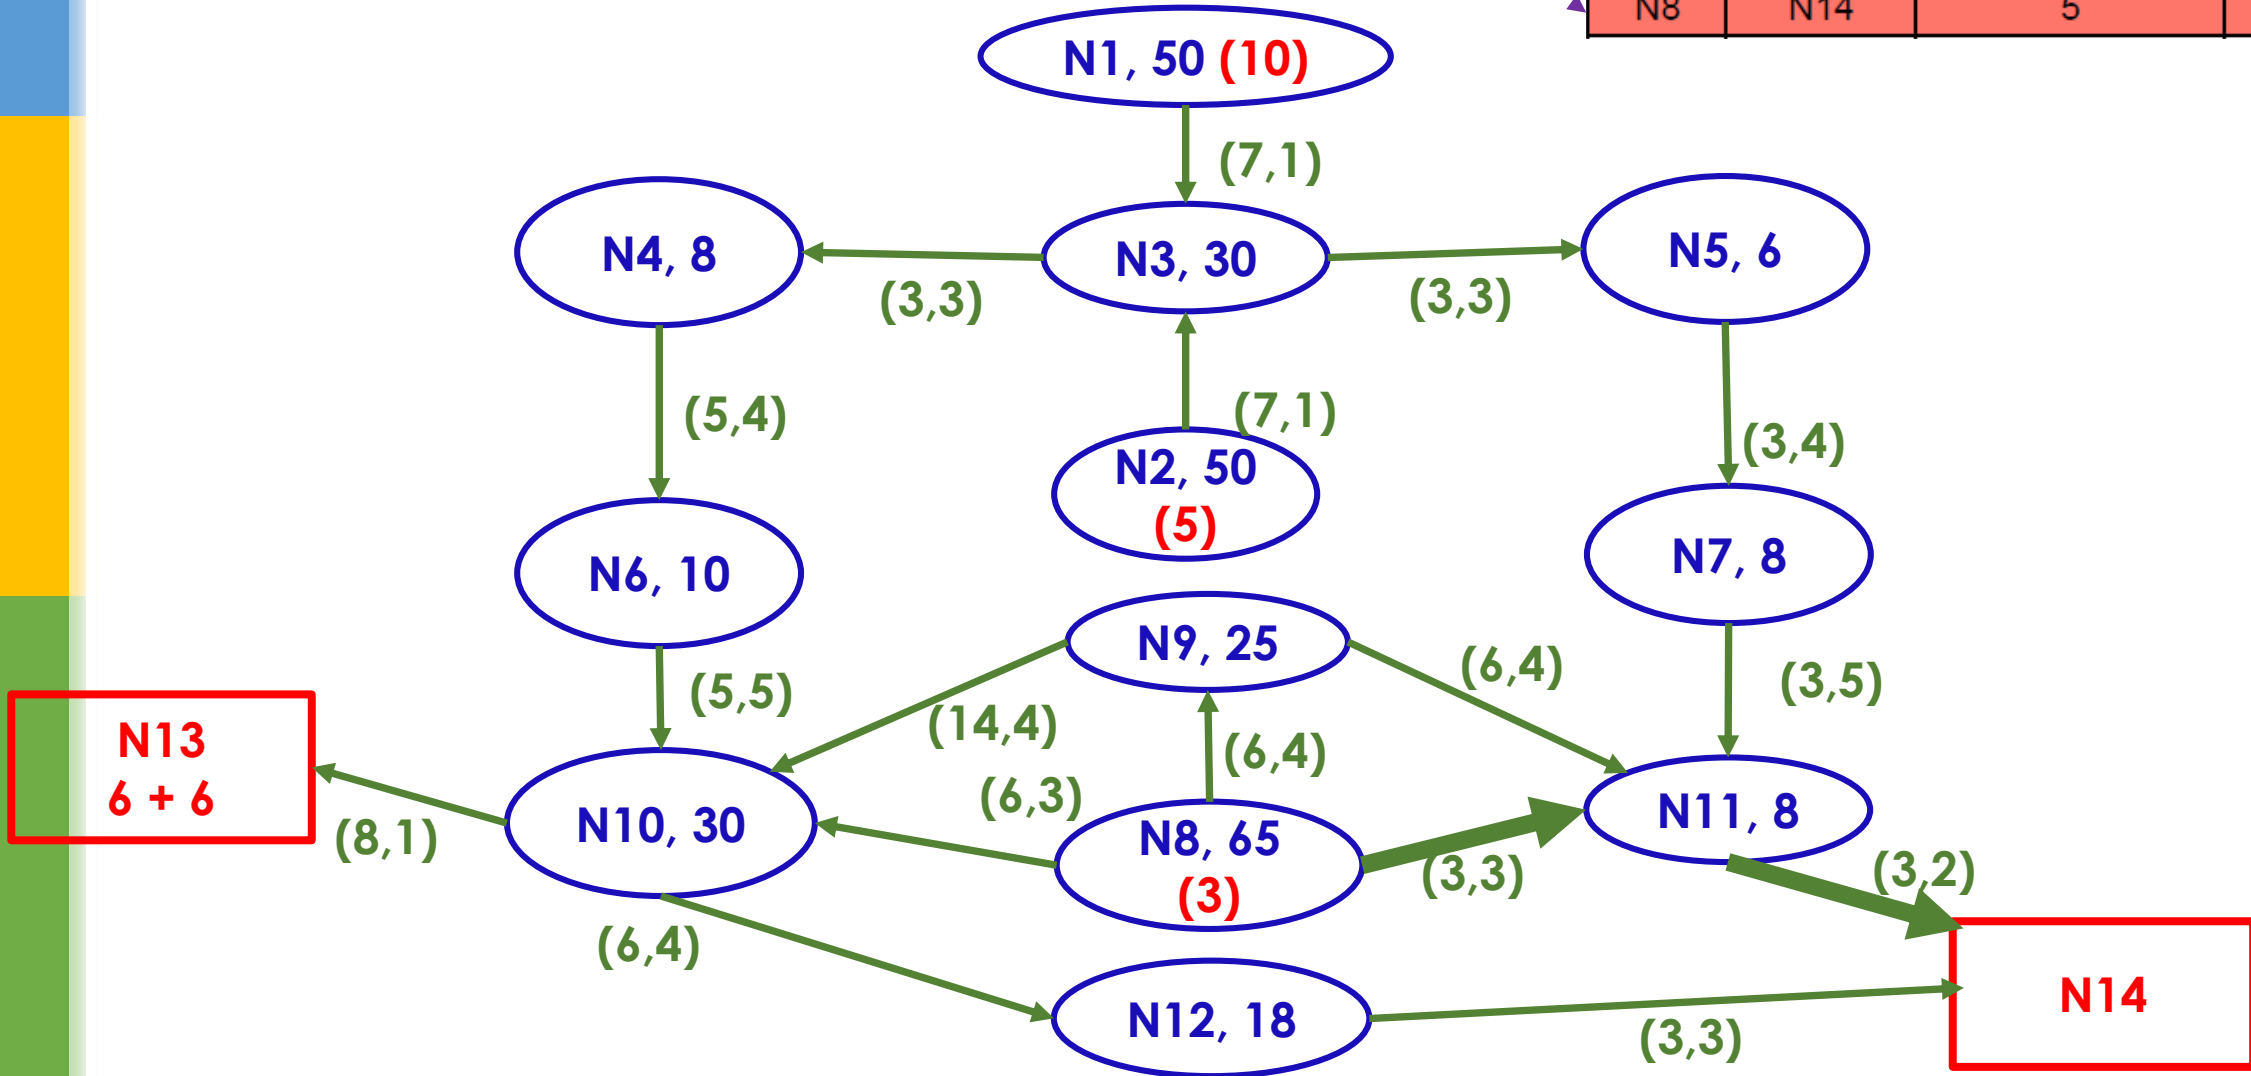 N8 N14 5
N1, 50 (10)
(7,1)
N4, 8
N3, 30
N5, 6
(3,3)
(3,3)
(5,4)
(7,1)
(3,4)
N2, 50
(5)
N6, 10
N7, 8
N9, 25
(6,4)
(5,5)
(14,4)
(6,4)
(3,5)
N13
6 + 6
(8,1)
N10, 30
(6,3)
N8, 65
(3)
(3,3)
N11, 8
(3,2)
(6,4)
N12, 18
(3,3)
N14